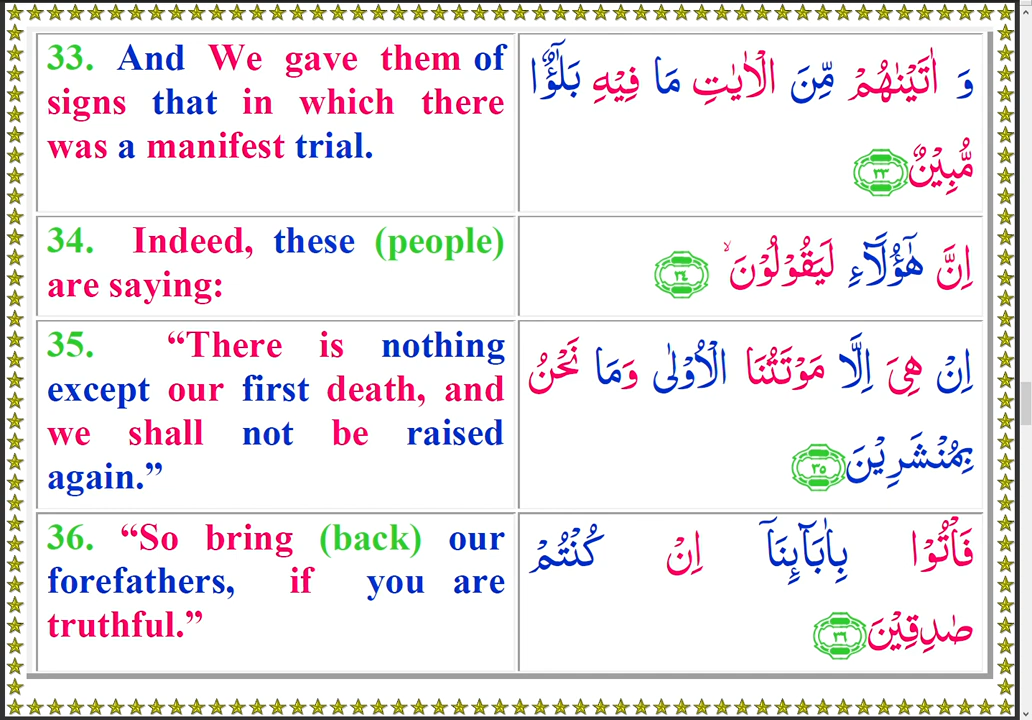 33. And We gave them of
signs that in which there
was a manifest trial.
وَ اٰتَيْنٰهُمْ مِّنَ الْاٰيٰتِ مَا فِيْهِ بَلٰٓؤٌا
مُّبِيْنٌ ٣٣
34. Indeed, these (people)
are saying:
اِنَّ هٰٓؤُلَآءِ لَيَقُوْلُوْنَ ۙ ٣٤
35. “There is nothing
except our first death, and
we shall not be raised
again.”
اِنْ هِىَ اِلَّا مَوْتَتُنَا الْاُوْلٰى وَمَا نَحْنُ
بِمُنْشَرِيْنَ ٣٥
36. “So bring (back) our
forefathers, if you are
truthful.”
فَاْتُوْا بِاٰبَآئِنَاۤ اِنْ كُنْتُمْ
صٰدِقِيْنَ ٣٦